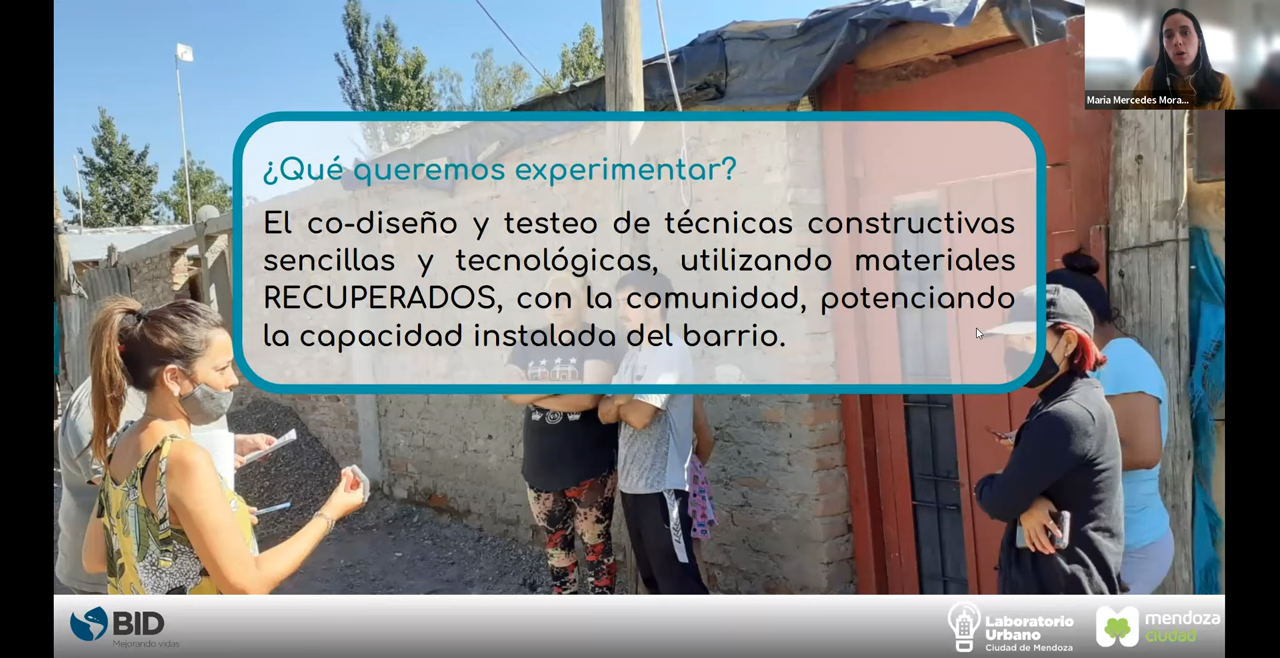 Maria Mercedes Mora...
¿Qué queremos experimentar?
El co-diseño y testeo de técnicas constructivas
sencillas y tecnológicas, utilizando materiales
RECUPERADOS, con la comunidad, potenciando
la capacidad instalada del barrio.
BID
Mejorando vidas
Laboratorio
Urbano
Ciudad de Mendoza
mendoza
ciudad